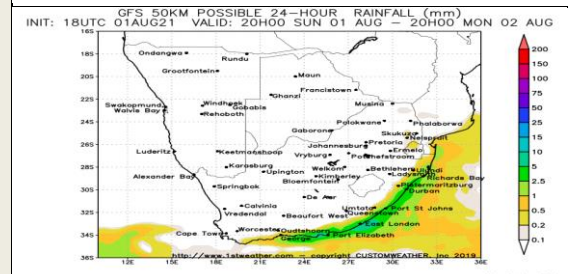 GFS 50KM POSSIBLE 24-HOUR RAINFALL (mm)
INIT: 18UTC 01AUG21 VALID: 20H00 SUN 01 AUG - 20H00 MON 02 AUG
16S
18S
20S
22S
24S
26S
28S
30S
32S
34S
36S
Ondangwa
Rundu
Grootfontein
Maun
Francistown
Ghanzi
Musina
Swakopmund
Windhoek
Gobabis
Walvis Bay
Rehoboth
Polokwane
Phalaborwa
Gaborone
Skukuza
Nelspruit
Pretoria
Johannesburg
Ermelo
Luderitz
Keetmanshoop
Vryburg
Potchefstroom
Karasburg
Welkom
Bethlehem
Ulundi
Upington
Ladysmith
Alexander Bay
Kimberley
Richards Bay
Bloemfontein
Springbok
Pietermaritzburg
Durban
De Aar
Calvinia
Umtata
Port St Johns
Vredendal
Beaufort West
Queenstown
East London
Cape Town
Worcester
Oudtshoorn
George
Port Elizabeth
http://www.1stweather.com - copyright CUSTOMWEATHER, Inc 2019
12E
15E
18E
21E
24E
27E
30E
33E
36E
200
150
100
75
50
25
15
10
5
2.5
1
0.5
0.2
0.1